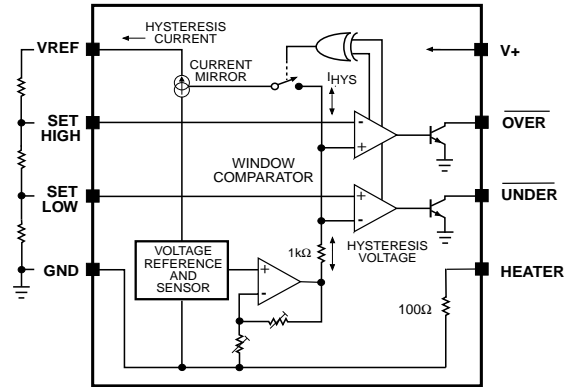 HYSTERESIS
CURRENT
VREF
V+
CURRENT
MIRROR
IHYS
SET
HIGH
-
+
OVER
WINDOW
COMPARATOR
SET
LOW
+
-
UNDER
1kΩ
HYSTERESIS
VOLTAGE
VOLTAGE
REFERENCE
AND
SENSOR
+
-
GND
HEATER
100Ω